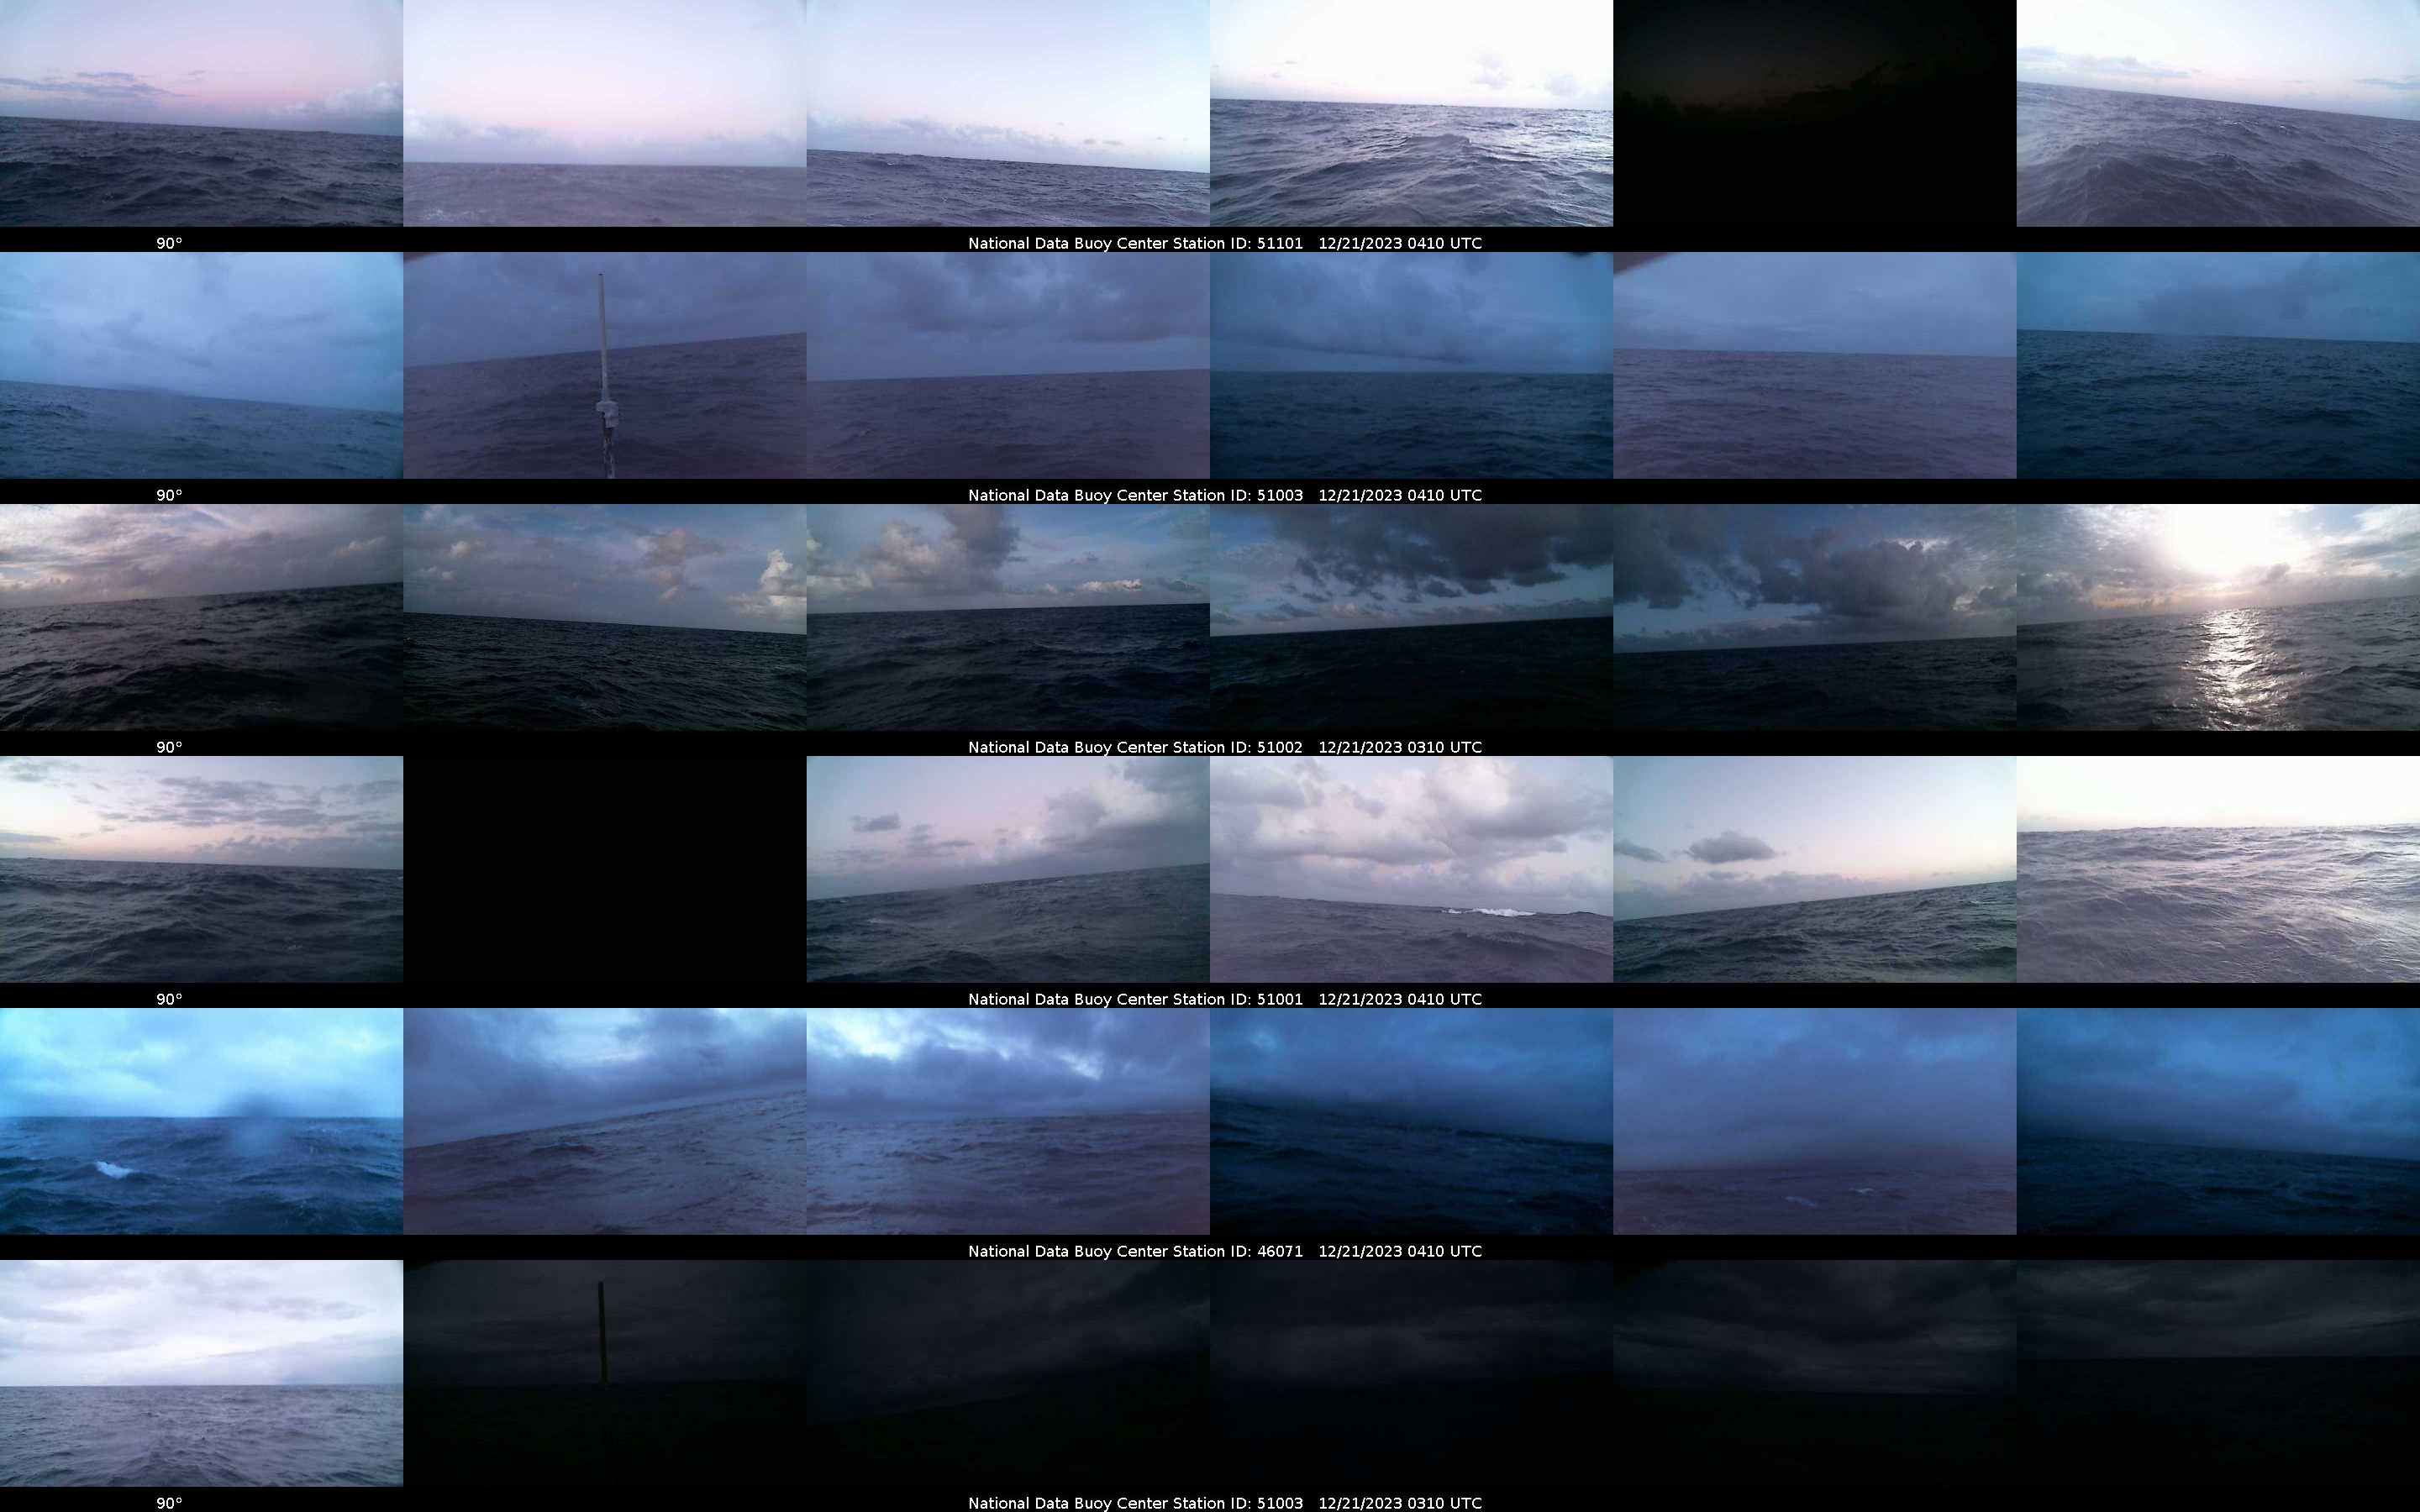 90° National Data Buoy Center Station ID: 51101 12/21/2023 0410 UTC
90° National Data Buoy Center Station ID: 51003 12/21/2023 0410 UTC
90° National Data Buoy Center Station ID: 51002 12/21/2023 0310 UTC
90° National Data Buoy Center Station ID: 51001 12/21/2023 0410 UTC
National Data Buoy Center Station ID: 46071 12/21/2023 0410 UTC
90° National Data Buoy Center Station ID: 51003 12/21/2023 0310 UTC